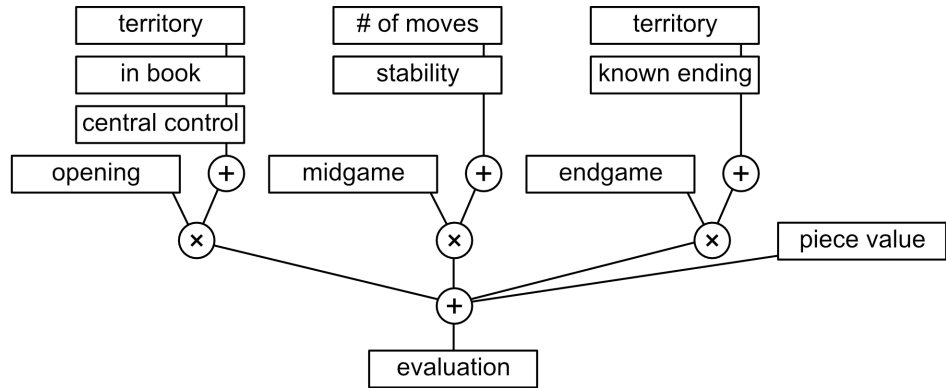 territory
# of moves
territory
in book
stability
known ending
central control
opening
+
midgame
+
endgame
+
×
×
×
piece value
+
evaluation